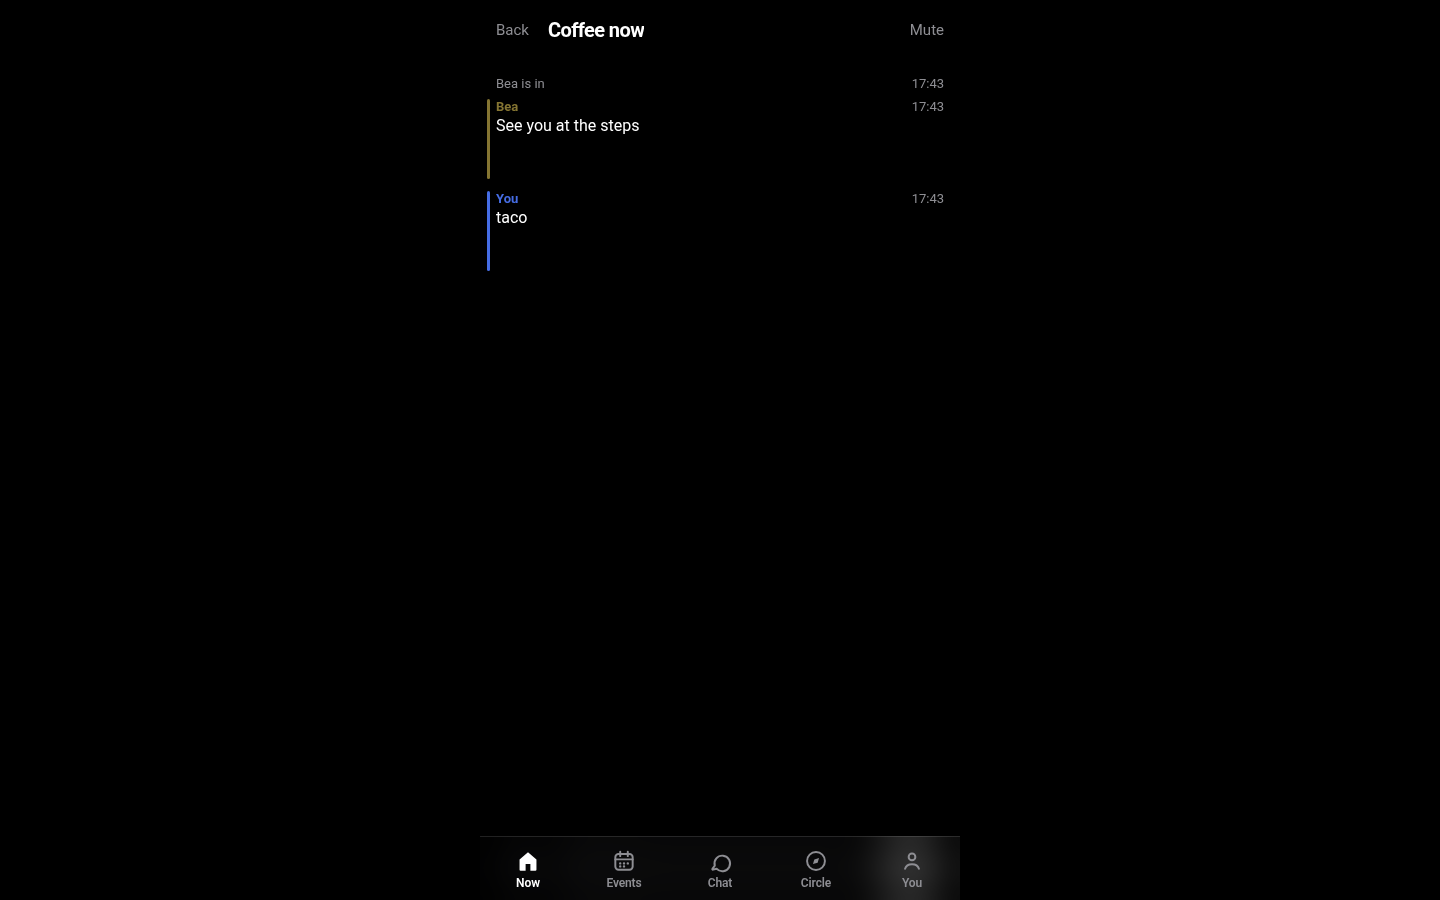 Back Coffee now Mute
Bea is in 17:43
Bea 17:43
See you at the steps
You 17:43
taco
Now Events Chat Circle You